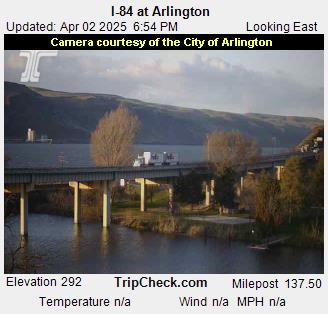 I-84 at Arlington
Updated: Apr 02 2025 6:54 PM Looking East
Camera courtesy of the City of Arlington
Elevation 292 TripCheck.com Milepost 137.50
Temperature n/a Wind n/a MPH n/a